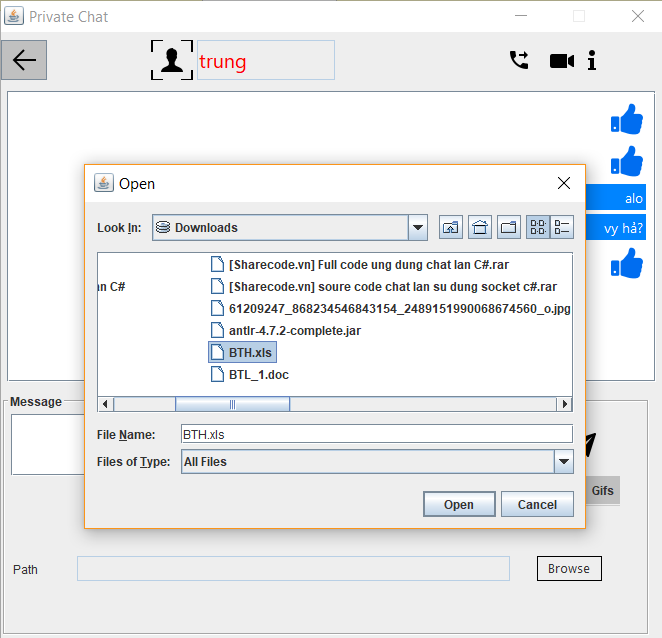 Private Chat
trung
alo
vy hả?
Open
Look In:
Downloads
an C#
[Sharecode.vn] Full code ung dung chat lan C#.rar
[Sharecode.vn] soure code chat lan su dung socket c#.rar
61209247_868234546843154_2489151990068674560_o.jpg
antlr-4.7.2-complete.jar
BTH.xls
BTL_1.doc
File Name:
BTH.xls
Files of Type:
All Files
Open
Cancel
Message
Gifs
Path
Browse